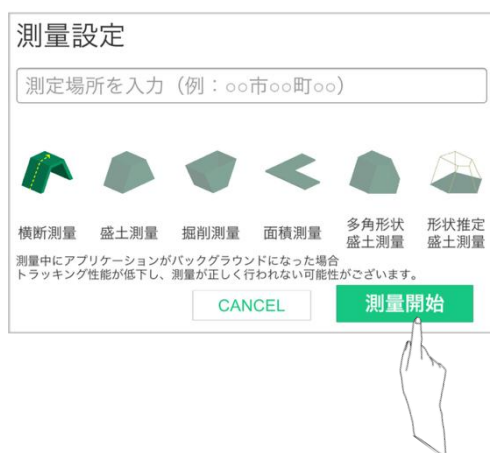 測量設定
測定場所を入力（例：○○市○○町○○）
横断測量
盛土測量
掘削測量
面積測量
多角形状
盛土測量
形状推定
盛土測量
測量中にアプリケーションがバックグラウンドになった場合
トラッキング性能が低下し、測量が正しく行われない可能性がございます。
CANCEL
測量開始